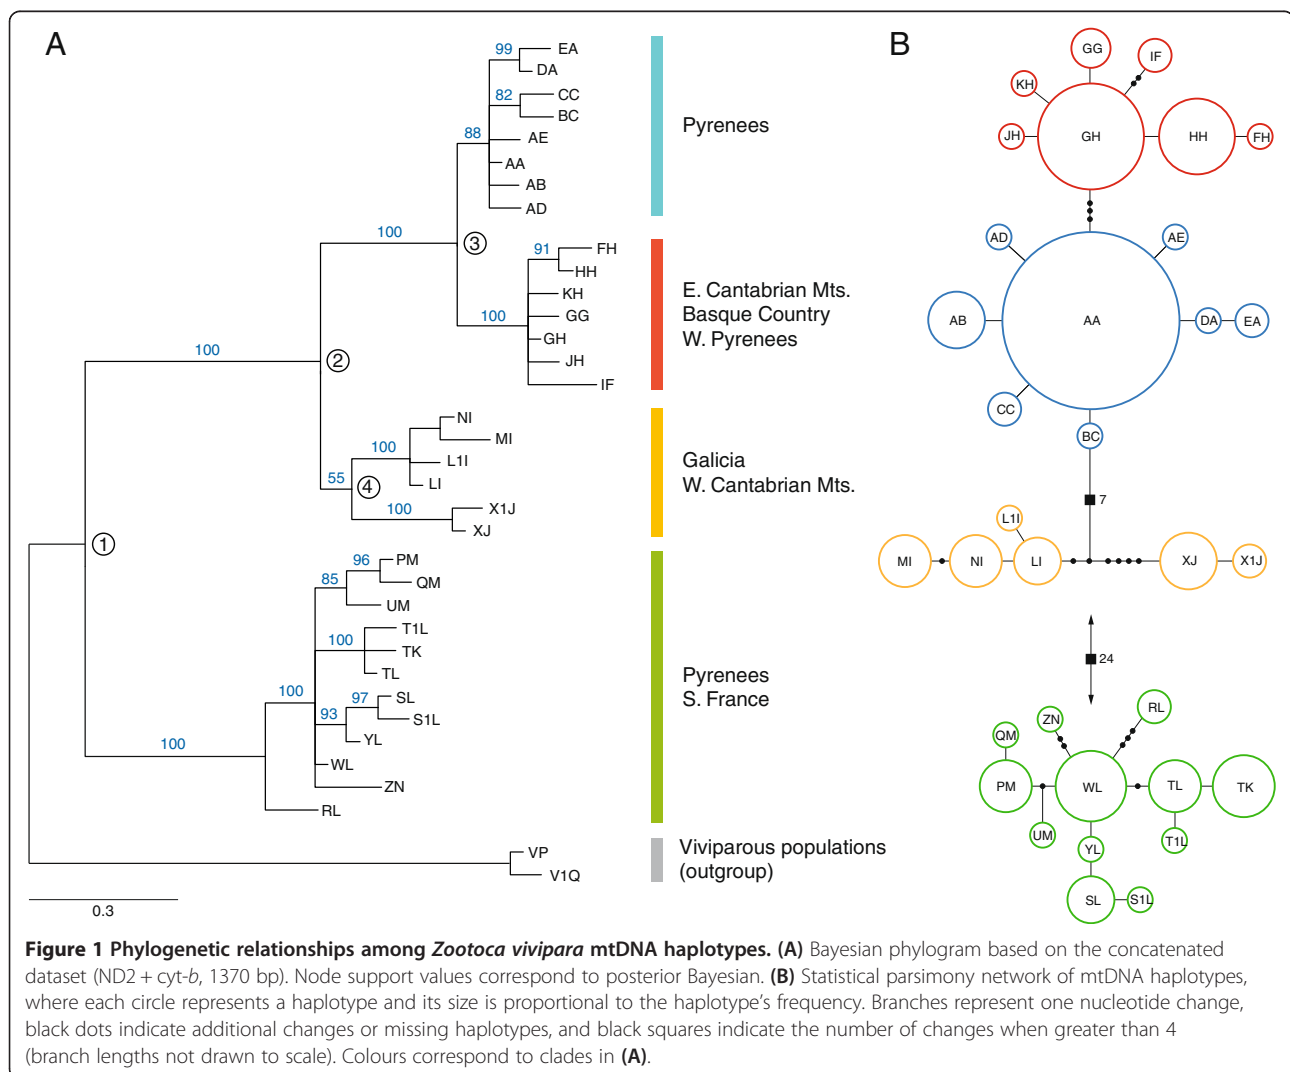 A
99
EA
DA
82
CC
BC
88
AE
AA
AB
AD
100
3
91
FH
HH
KH
100
GG
GH
JH
IF
100
2
NI
100
MI
L1I
LI
55
4
100
X1J
XJ
1
96
PM
85
QM
UM
T1L
100
TK
TL
100
97
SL
93
S1L
YL
WL
100
ZN
RL
VP
V1Q
0.3
Pyrenees
E. Cantabrian Mts.
Basque Country
W. Pyrenees
Galicia
W. Cantabrian Mts.
Pyrenees
S. France
Viviparous populations
(outgroup)
B
GG
IF
KH
JH
GH
HH
FH
AD
AE
AB
AA
DA
EA
CC
BC
7
L1I
MI
NI
LI
XJ
X1J
24
ZN
RL
QM
PM
WL
TL
TK
UM
YL
T1L
SL
S1L
Figure 1 Phylogenetic relationships among Zootoca vivipara mtDNA haplotypes. (A) Bayesian phylogram based on the concatenated
dataset (ND2 + cyt-b, 1370 bp). Node support values correspond to posterior Bayesian. (B) Statistical parsimony network of mtDNA haplotypes,
where each circle represents a haplotype and its size is proportional to the haplotype's frequency. Branches represent one nucleotide change,
black dots indicate additional changes or missing haplotypes, and black squares indicate the number of changes when greater than 4
(branch lengths not drawn to scale). Colours correspond to clades in (A).